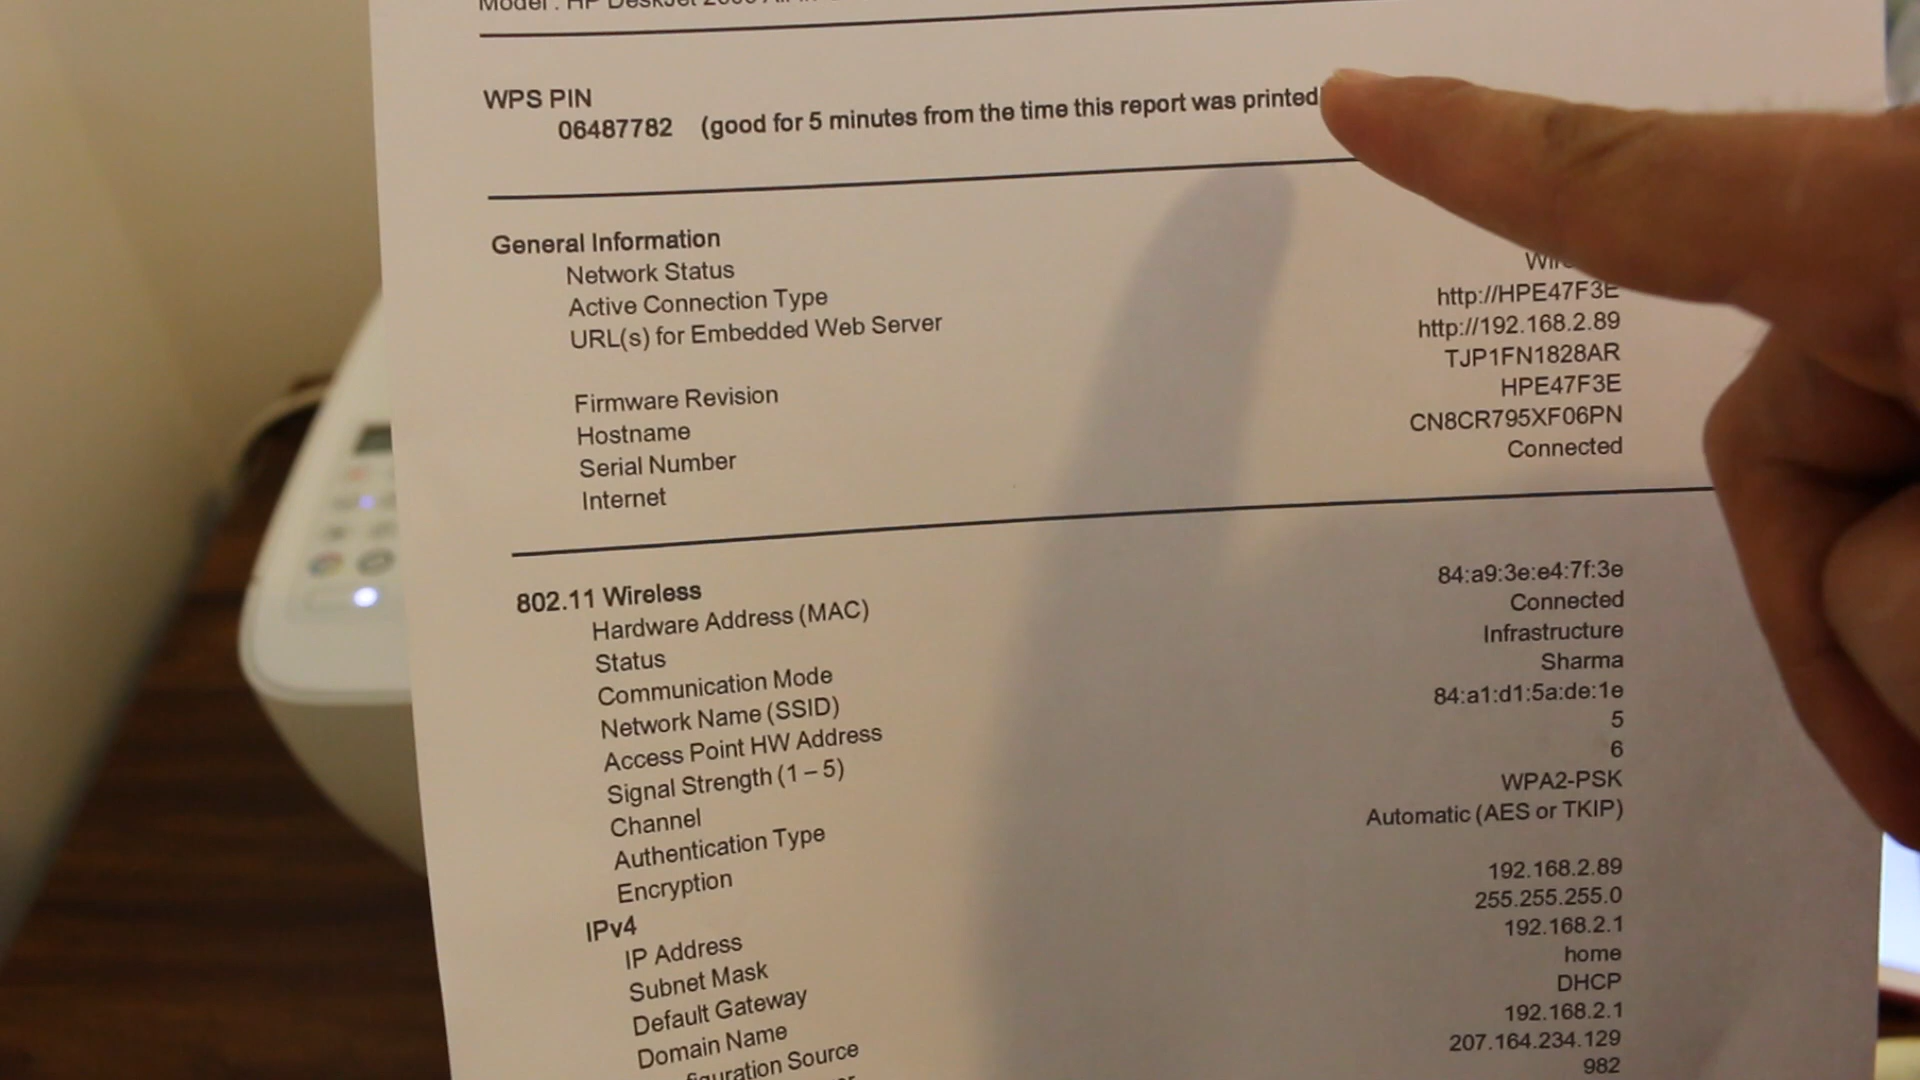 Model : HP DeskJet
WPS PIN
06487782 (good for 5 minutes from the time this report was printed
General Information
Network Status
Active Connection Type
URL(s) for Embedded Web Server http://HPE47F3E
http://192.168.2.89
Firmware Revision TJP1FN1828AR
Hostname HPE47F3E
Serial Number CN8CR795XF06PN
Internet Connected
802.11 Wireless
Hardware Address (MAC) 84:a9:3e:e4:7f:3e
Status Connected
Communication Mode Infrastructure
Network Name (SSID) Sharma
Access Point HW Address 84:a1:d1:5a:de:1e
Signal Strength (1 – 5) 5
Channel 6
Authentication Type WPA2-PSK
Encryption Automatic (AES or TKIP)
IPv4
IP Address 192.168.2.89
Subnet Mask 255.255.255.0
Default Gateway 192.168.2.1
Domain Name home
Source DHCP
192.168.2.1
207.164.234.129
982